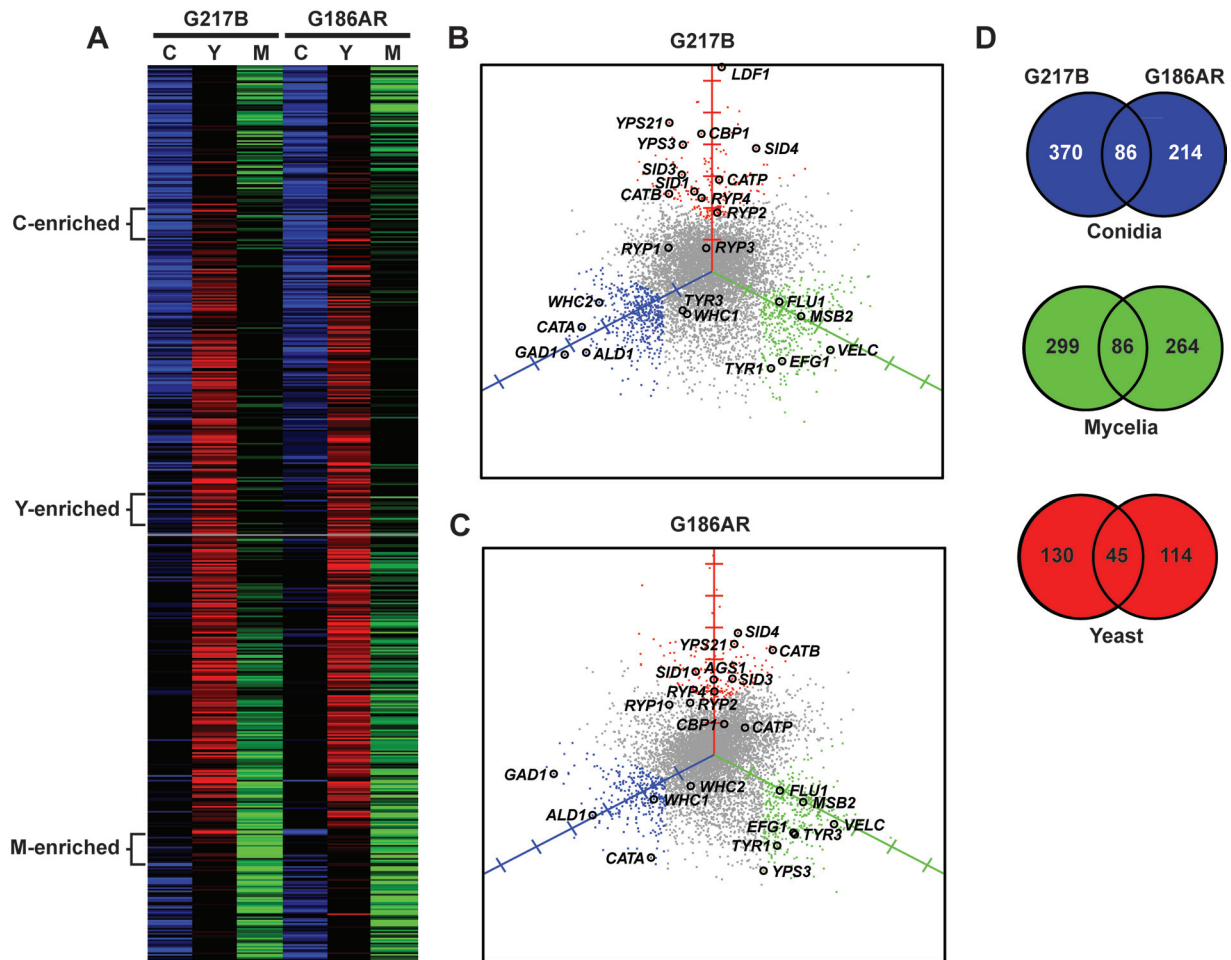 A
G217B
G186AR
C
Y
M
C
Y
M
C-enriched
Y-enriched
M-enriched
B
G217B
LDF1
YPS21
CBP1
YPS3
SID4
SID3
SID1
CATP
CATB
RYP4
RYP2
RYP1
RYP3
WHC2
TYR3
FLU1
WHC1
MSB2
CATA
GAD1
ALD1
VELC
EFG1
TYR1
C
G186AR
SID4
YPS21
CATB
AGS1
SID1
SID3
RYP4
RYP1
RYP2
CBP1
CATP
GAD1
WHC2
FLU1
WHC1
MSB2
ALD1
VELC
EFG1
TYR3
TYR1
CATA
YPS3
D
G217B
G186AR
370
86
214
Conidia
299
86
264
Mycelia
130
45
114
Yeast